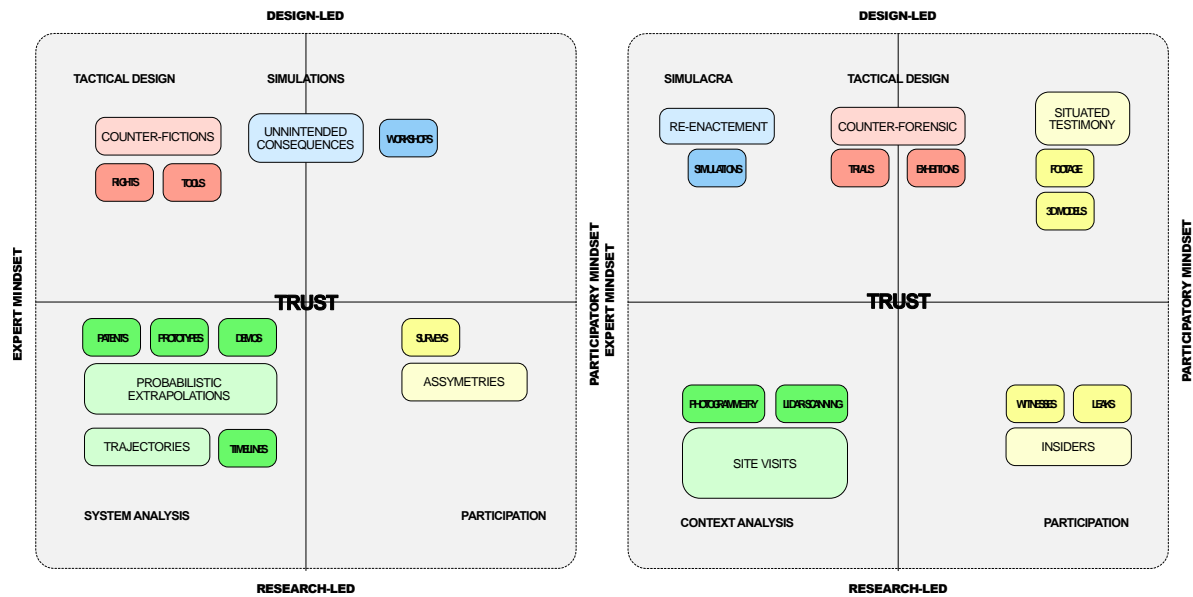 DESIGN-LED
TACTICAL DESIGN
SIMULATIONS
COUNTER-FICTIONS
UNINTENDED
CONSEQUENCES
WORKSHOPS
RIGHTS
TOOLS
EXPERT MINDSET
TRUST
PARTICIPATORY MINDSET
PATENTS
PROTOTYPES
DEMOS
SURVEYS
PROBABILISTIC
EXTRAPOLATIONS
ASSYMETRIES
TRAJECTORIES
TIMELINES
SYSTEM ANALYSIS
PARTICIPATION
RESEARCH-LED
DESIGN-LED
SIMULACRA
TACTICAL DESIGN
RE-ENACTEMENT
COUNTER-FORENSIC
SITUATED
TESTIMONY
SIMULATIONS
TRIALS
EXHIBITIONS
FOOTAGE
3D MODELS
EXPERT MINDSET
TRUST
PARTICIPATORY MINDSET
PHOTOGRAMMETRY
LIDAR SCANNING
WITNESSES
LEAKS
SITE VISITS
INSIDERS
CONTEXT ANALYSIS
PARTICIPATION
RESEARCH-LED